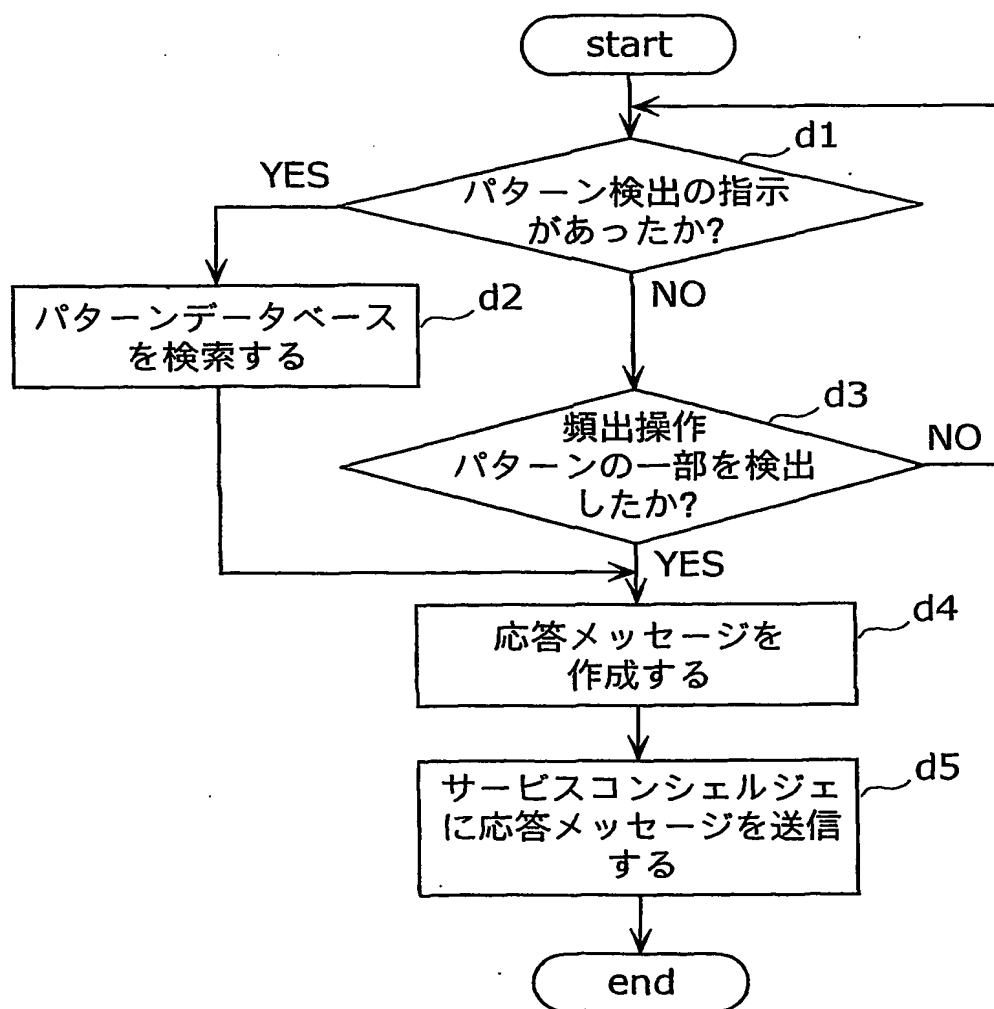 start
d1
YES
パターン検出の指示
があったか?
NO
d2
パターンデータベース
を検索する
d3
頻出操作
パターンの一部を検出
したか?
NO
YES
d4
応答メッセージを
作成する
d5
サービスコンシェルジェ
に応答メッセージを送信
する
end